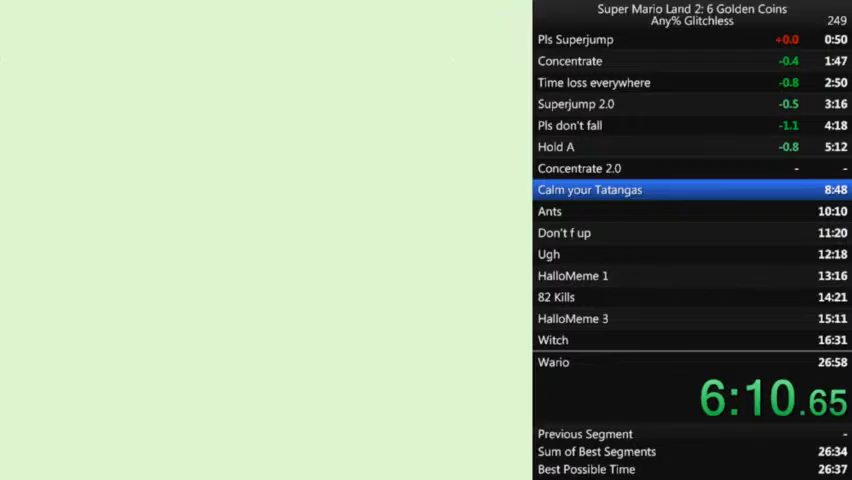 Super Mario Land 2: 6 Golden Coins
Any% Glitchless 249
Pls Superjump +0.0 0:50
Concentrate -0.4 1:47
Time loss everywhere -0.8 2:50
Superjump 2.0 -0.5 3:16
Pls don't fall -1.1 4:18
Hold A -0.8 5:12
Concentrate 2.0 - -
Calm your Tatangas 8:48
Ants 10:10
Don't f up 11:20
Ugh 12:18
HalloMeme 1 13:16
82 Kills 14:21
HalloMeme 3 15:11
Witch 16:31
Wario 26:58
6:10.65
Previous Segment -
Sum of Best Segments 26:34
Best Possible Time 26:37